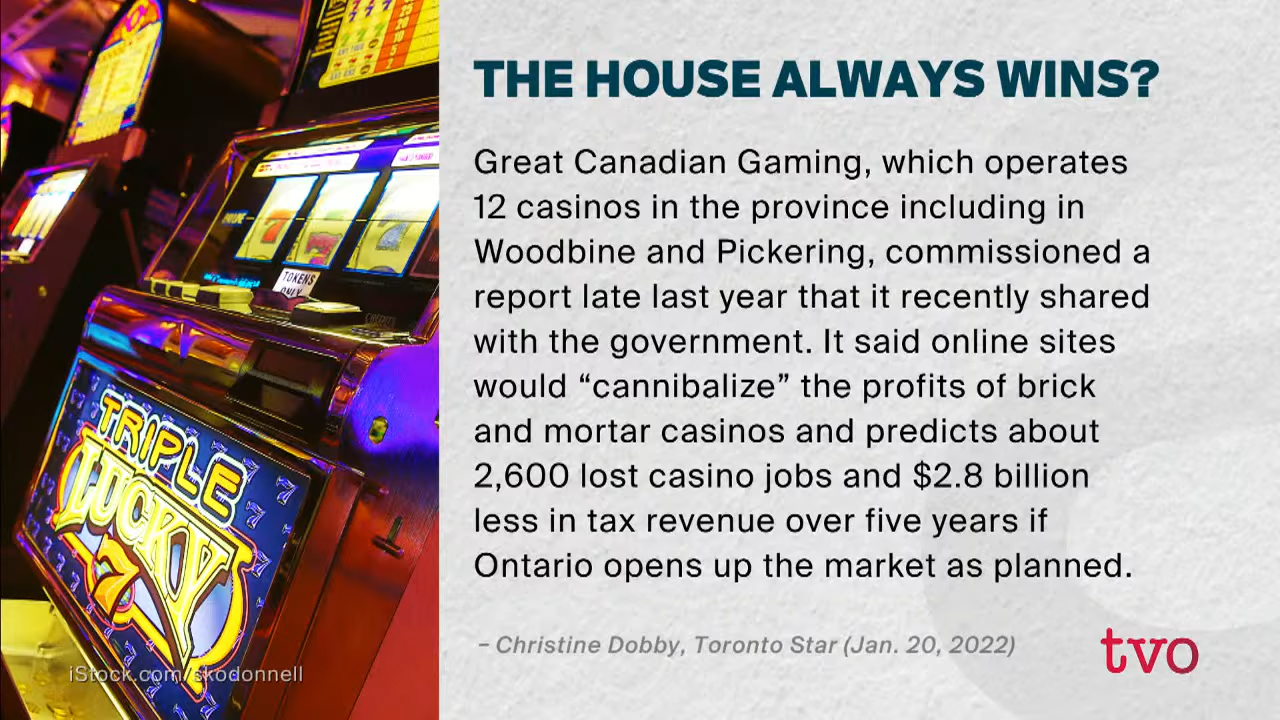 THE HOUSE ALWAYS WINS?
Great Canadian Gaming, which operates
12 casinos in the province including in
Woodbine and Pickering, commissioned a
report late last year that it recently shared
with the government. It said online sites
would “cannibalize” the profits of brick
and mortar casinos and predicts about
2,600 lost casino jobs and $2.8 billion
less in tax revenue over five years if
Ontario opens up the market as planned.
– Christine Dobby, Toronto Star (Jan. 20, 2022)
tvo
TOKENS
ONLY
CREDITS
TRIPLE
LUCKY
7
iStock.com/skodonnell